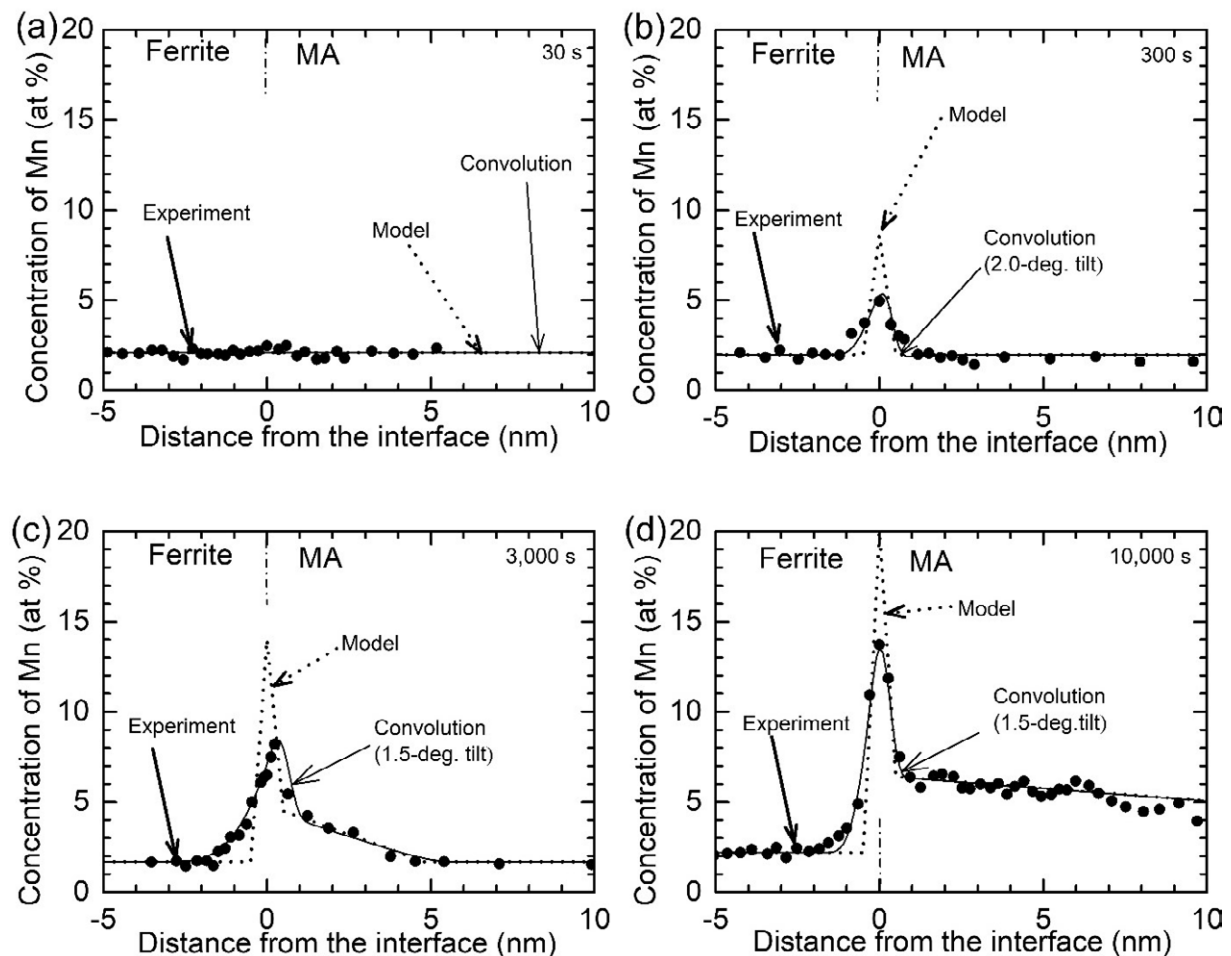 (a)
20
15
10
5
0
Ferrite
MA
30 s
Convolution
Experiment
Model
-5 0 5 10
Concentration of Mn (at %)
Distance from the interface (nm)
(b)
20
15
10
5
0
Ferrite
MA
300 s
Model
Experiment
Convolution
(2.0-deg. tilt)
-5 0 5 10
Concentration of Mn (at %)
Distance from the interface (nm)
(c)
20
15
10
5
0
Ferrite
MA
3,000 s
Model
Experiment
Convolution
(1.5-deg. tilt)
-5 0 5 10
Concentration of Mn (at %)
Distance from the interface (nm)
(d)
20
15
10
5
0
Ferrite
MA
10,000 s
Model
Experiment
Convolution
(1.5-deg.tilt)
-5 0 5 10
Concentration of Mn (at %)
Distance from the interface (nm)